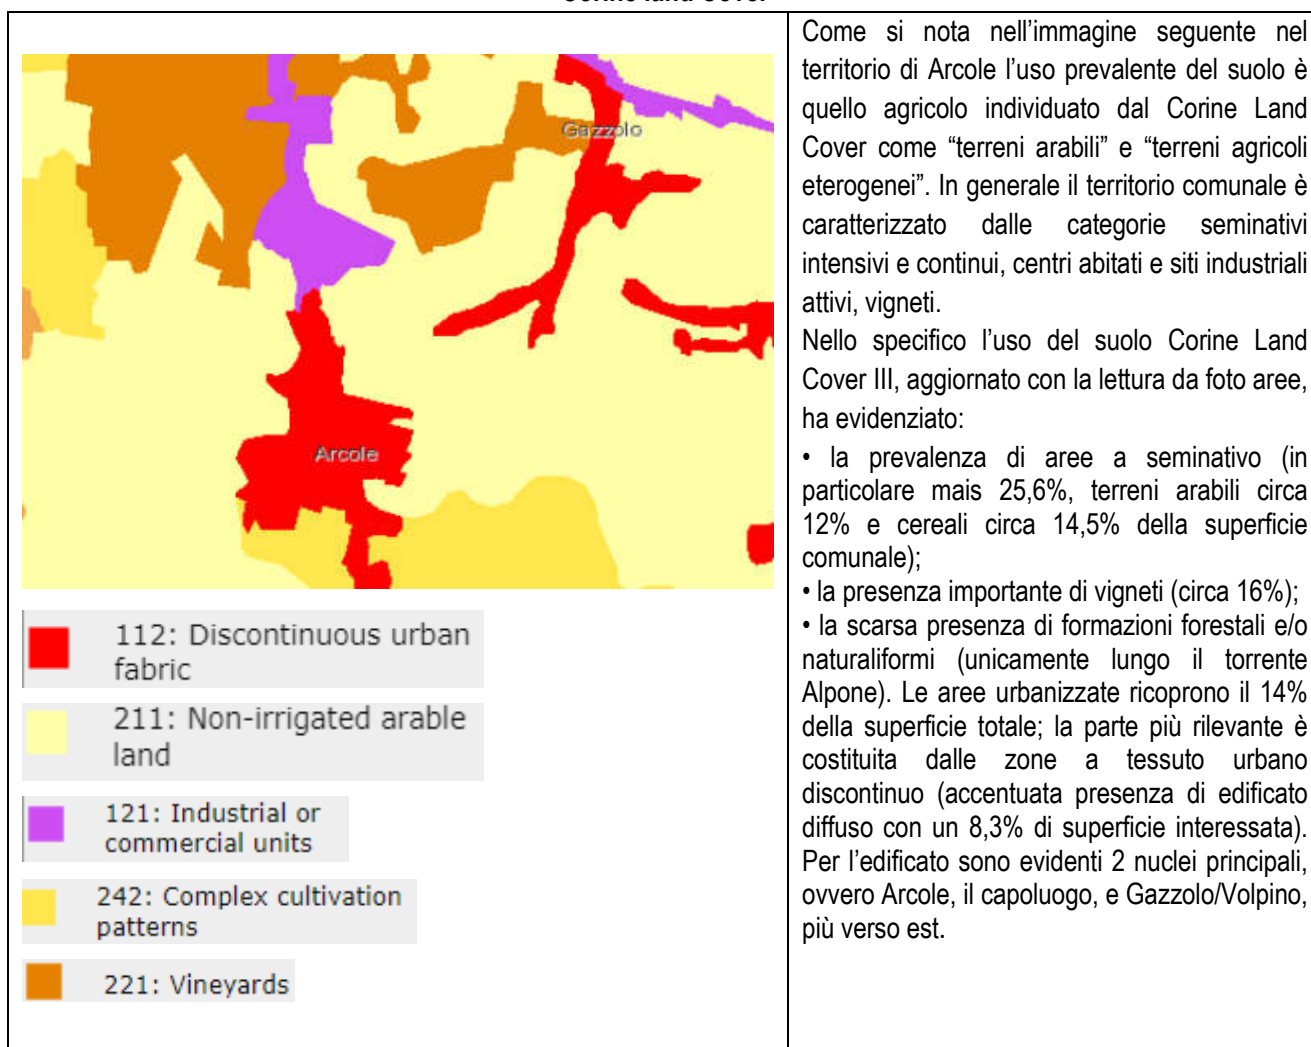 Corine land Cover
Gazzolo
Arcole
112: Discontinuous urban
fabric
211: Non-irrigated arable
land
121: Industrial or
commercial units
242: Complex cultivation
patterns
221: Vineyards
Come si nota nell’immagine seguente nel
territorio di Arcole l’uso prevalente del suolo è
quello agricolo individuato dal Corine Land
Cover come “terreni arabili” e “terreni agricoli
eterogenei”. In generale il territorio comunale è
caratterizzato dalle categorie seminativi
intensivi e continui, centri abitati e siti industriali
attivi, vigneti.
Nello specifico l’uso del suolo Corine Land
Cover III, aggiornato con la lettura da foto aree,
ha evidenziato:
• la prevalenza di aree a seminativo (in
particolare mais 25,6%, terreni arabili circa
12% e cereali circa 14,5% della superficie
comunale);
• la presenza importante di vigneti (circa 16%);
• la scarsa presenza di formazioni forestali e/o
naturaliformi (unicamente lungo il torrente
Alpone). Le aree urbanizzate ricoprono il 14%
della superficie totale; la parte più rilevante è
costituita dalle zone a tessuto urbano
discontinuo (accentuata presenza di edificato
diffuso con un 8,3% di superficie interessata).
Per l’edificato sono evidenti 2 nuclei principali,
ovvero Arcole, il capoluogo, e Gazzolo/Volpino,
più verso est.